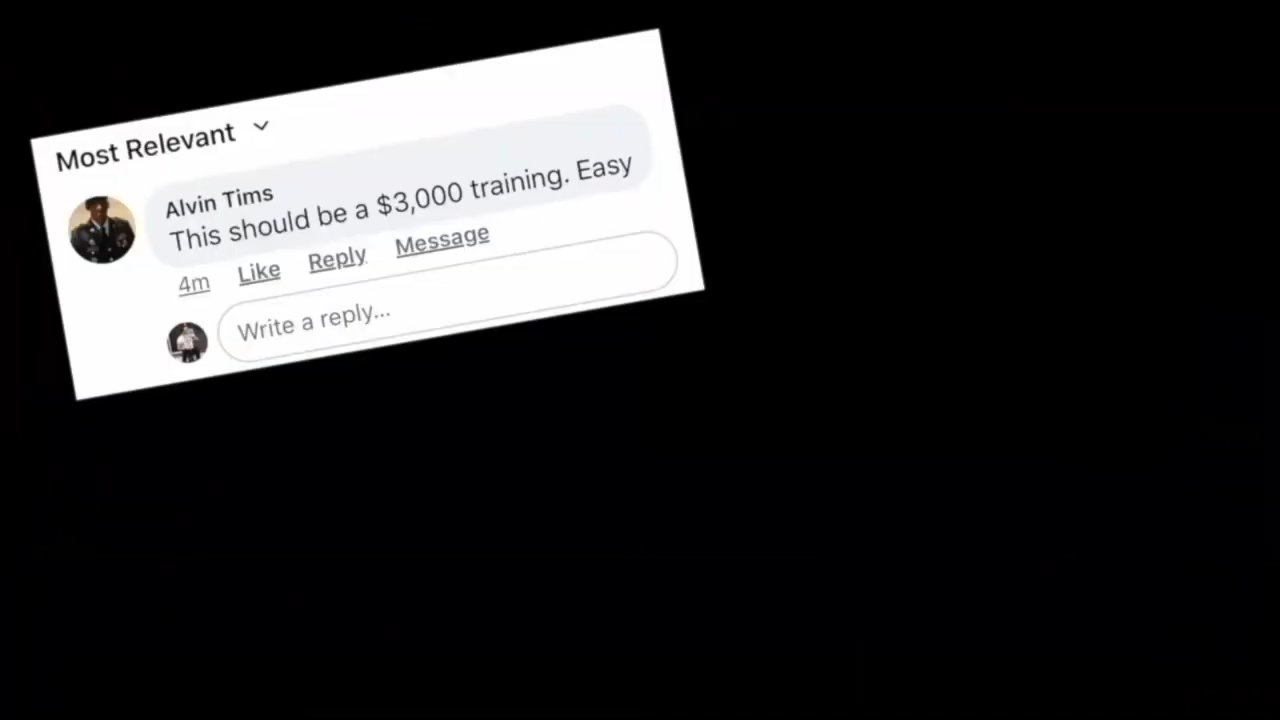 Most Relevant
Alvin Tims
This should be a $3,000 training. Easy
4m Like Reply Message
Write a reply...